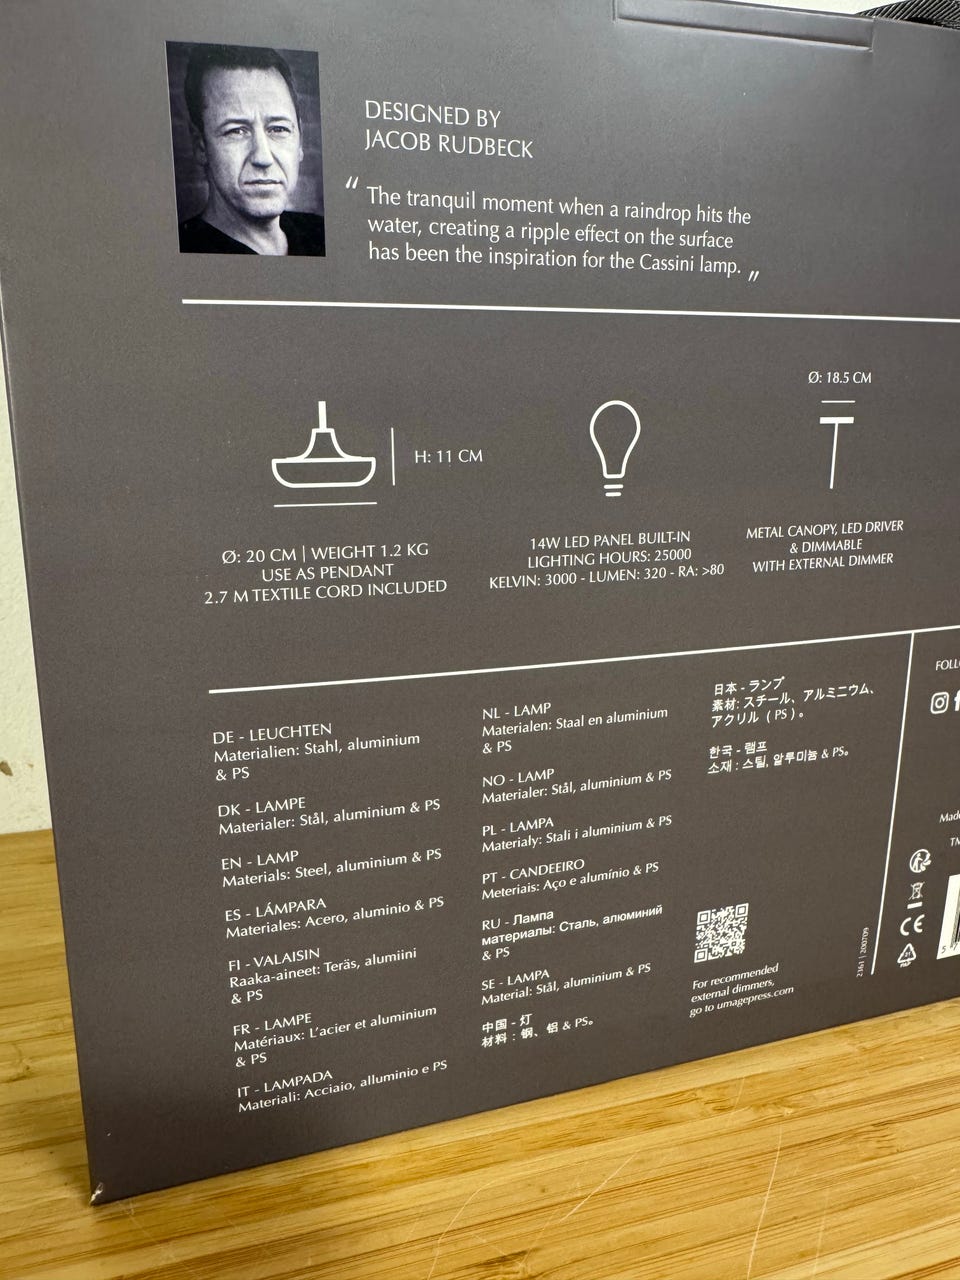 DESIGNED BY
JACOB RUDBECK
“ The tranquil moment when a raindrop hits the
water, creating a ripple effect on the surface
has been the inspiration for the Cassini lamp. „
H: 11 CM
Ø: 20 CM | WEIGHT 1.2 KG
USE AS PENDANT
2.7 M TEXTILE CORD INCLUDED
14W LED PANEL BUILT-IN
LIGHTING HOURS: 25000
KELVIN: 3000 - LUMEN: 320 - RA: >80
Ø: 18.5 CM
METAL CANOPY, LED DRIVER
& DIMMABLE
WITH EXTERNAL DIMMER
DE - LEUCHTEN
Materialien: Stahl, aluminium
& PS
DK - LAMPE
Materialer: Stål, aluminium & PS
EN - LAMP
Materials: Steel, aluminium & PS
ES - LÁMPARA
Materiales: Acero, aluminio & PS
FI - VALAISIN
Raaka-aineet: Teräs, alumiini
& PS
FR - LAMPE
Matériaux: L'acier et aluminium
& PS
IT - LAMPADA
Materiali: Acciaio, alluminio e PS
NL - LAMP
Materialen: Staal en aluminium
& PS
NO - LAMP
Materialer: Stål, aluminium & PS
PL - LAMPA
Materiały: Stali i aluminium & PS
PT - CANDEEIRO
Meteriais: Aço e alumínio & PS
RU - Лампа
материалы: Сталь, алюминий
& PS
SE - LAMPA
Material: Stål, aluminium & PS
中国 - 灯
材料：钢、铝 & PS。
日本 - ランプ
素材: スチール、アルミニウム、
アクリル（PS）。
한국 - 램프
소재 : 스틸, 알루미늄 & PS。
For recommended
external dimmers,
go to umagepress.com
2361 | 200709
FOLL
Made
TM
CE
21
PAP
5